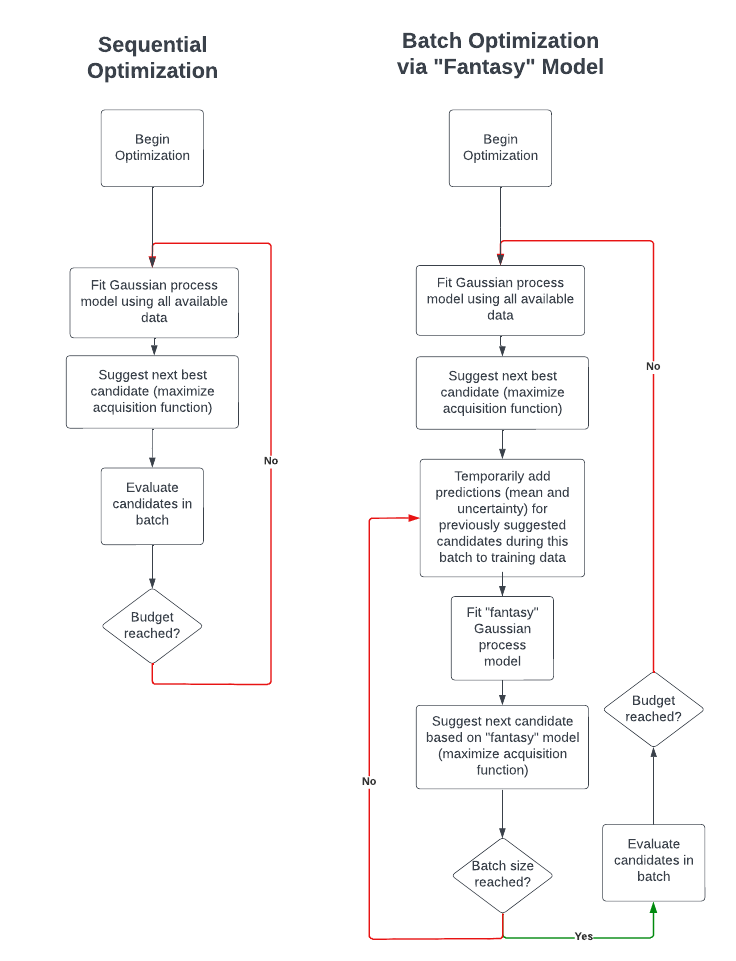 Sequential
Optimization
Begin
Optimization
Fit Gaussian process
model using all available
data
Suggest next best
candidate (maximize
acquisition function)
Evaluate
candidates in
batch
Budget
reached?
No
Batch Optimization
via "Fantasy" Model
Begin
Optimization
Fit Gaussian process
model using all available
data
Suggest next best
candidate (maximize
acquisition function)
Temporarily add
predictions (mean and
uncertainty) for
previously suggested
candidates during this
batch to training data
Fit "fantasy"
Gaussian
process
model
Suggest next candidate
based on "fantasy" model
(maximize acquisition
function)
Batch size
reached?
No
Yes
Evaluate
candidates in
batch
Budget
reached?
No